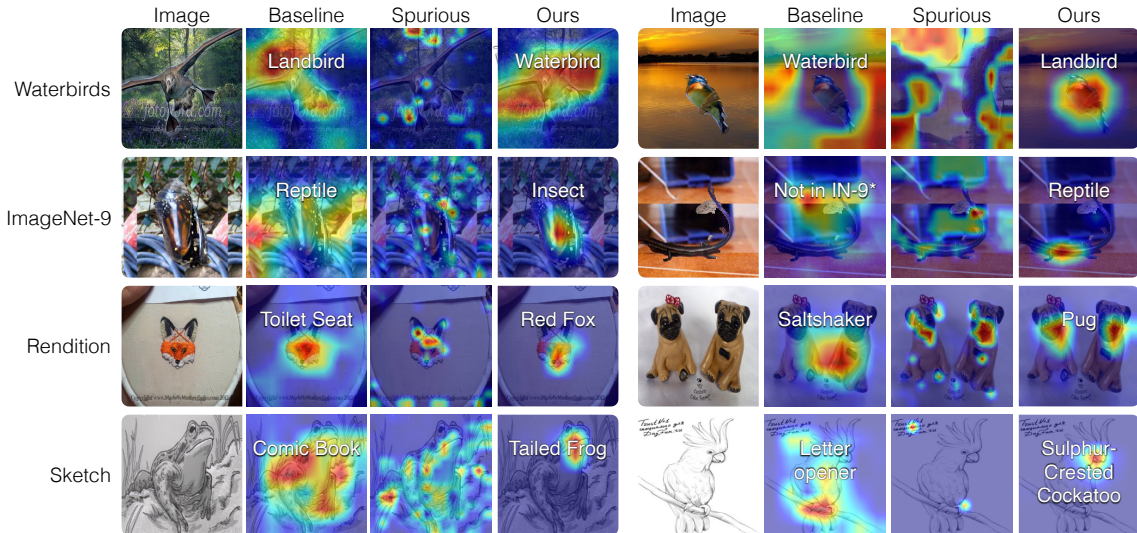 Image Baseline Spurious Ours Image Baseline Spurious Ours
Waterbirds
Landbird Waterbird Waterbird Landbird
ImageNet-9
Reptile Insect Not in IN-9* Reptile
Rendition
Toilet Seat Red Fox Saltshaker Pug
Sketch
Comic Book Tailed Frog Letter
opener Sulphur-
Crested
Cockatoo